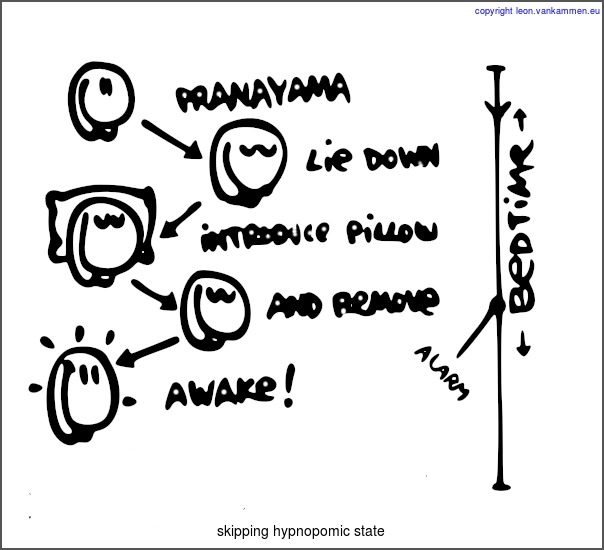 copyright leon.vankammen.eu
PRANAYAMA
Lie DOWN
iNTRODUCe PiLLOW
AND REMOVe
AWAKe!
← BEDTiME →
ALARM
skipping hypnopomic state